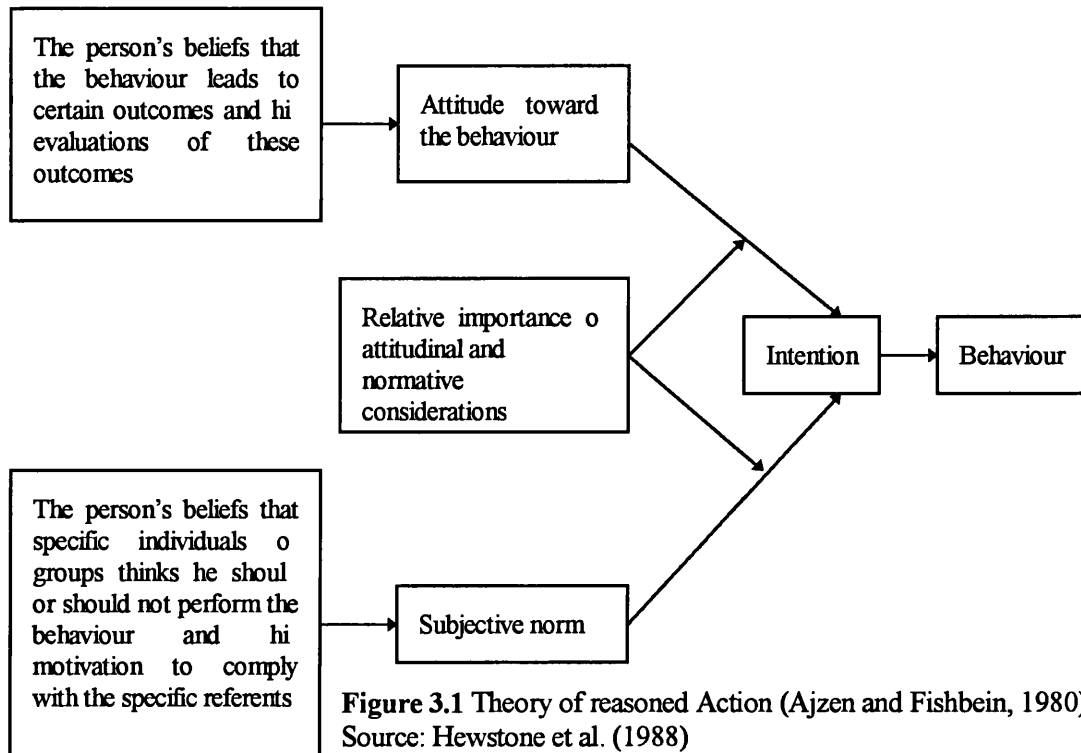 The person's beliefs that
the behaviour leads to
certain outcomes and hi
evaluations of these
outcomes
Attitude toward
the behaviour
Relative importance o
attitudinal and
normative
considerations
Intention
Behaviour
The person's beliefs that
specific individuals o
groups thinks he shoul
or should not perform the
behaviour and hi
motivation to comply
with the specific referents
Subjective norm
Figure 3.1 Theory of reasoned Action (Ajzen and Fishbein, 1980)
Source: Hewstone et al. (1988)